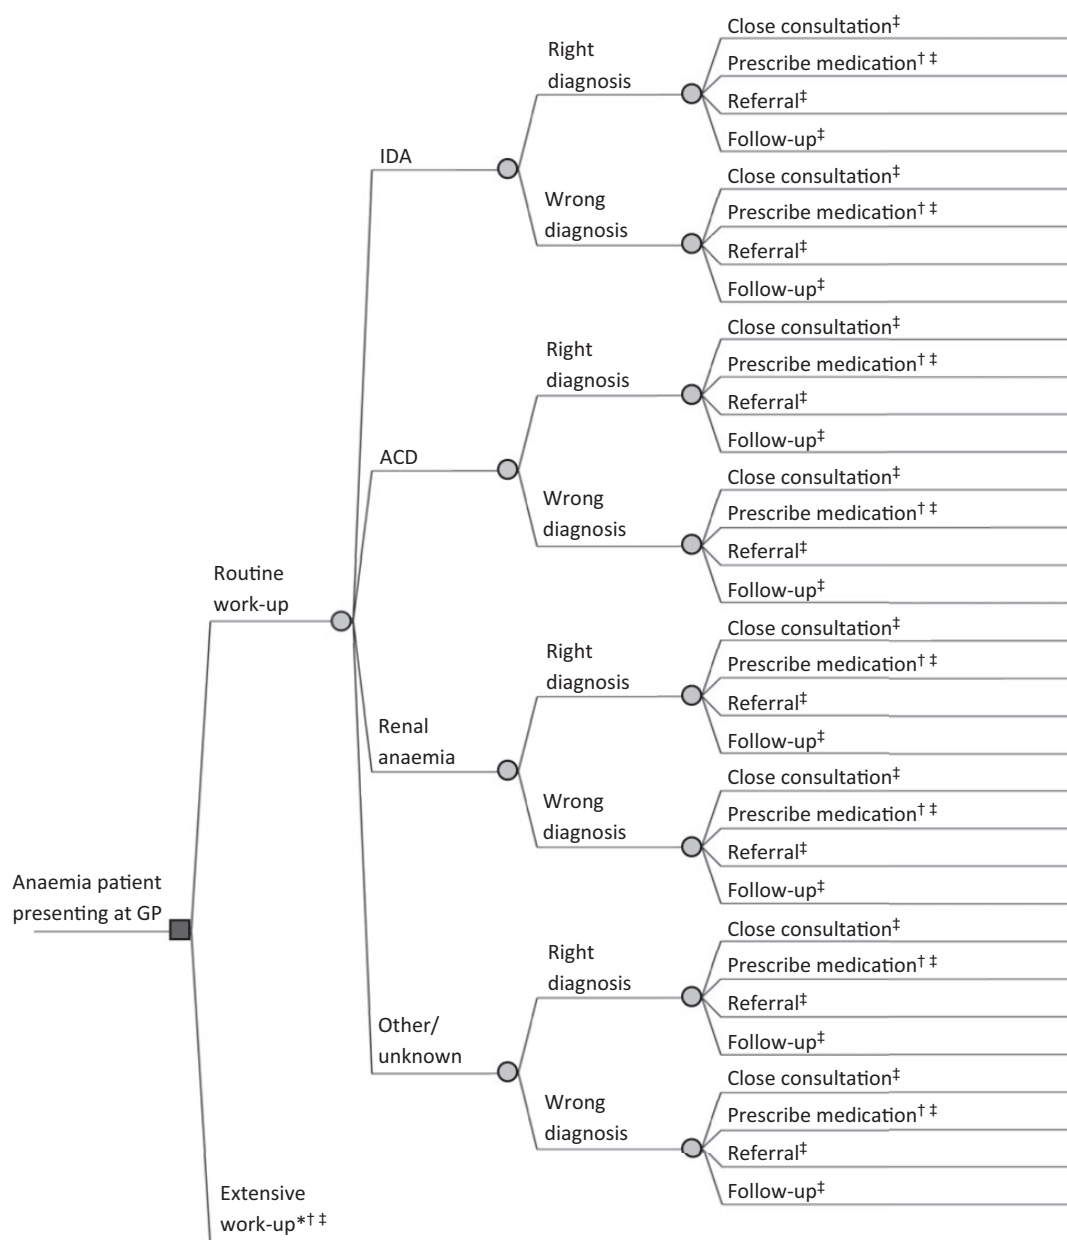 Close consultation‡
Right
diagnosis
Prescribe medication† ‡
Referral‡
Follow-up‡
IDA
Close consultation‡
Wrong
diagnosis
Prescribe medication† ‡
Referral‡
Follow-up‡
Close consultation‡
Right
diagnosis
Prescribe medication† ‡
Referral‡
Follow-up‡
ACD
Close consultation‡
Wrong
diagnosis
Prescribe medication† ‡
Referral‡
Follow-up‡
Routine
work-up
Close consultation‡
Right
diagnosis
Prescribe medication† ‡
Referral‡
Follow-up‡
Renal
anaemia
Close consultation‡
Wrong
diagnosis
Prescribe medication† ‡
Referral‡
Follow-up‡
Anaemia patient
presenting at GP
Close consultation‡
Right
diagnosis
Prescribe medication† ‡
Referral‡
Follow-up‡
Other/
unknown
Close consultation‡
Wrong
diagnosis
Prescribe medication† ‡
Referral‡
Follow-up‡
Extensive
work-up*† ‡